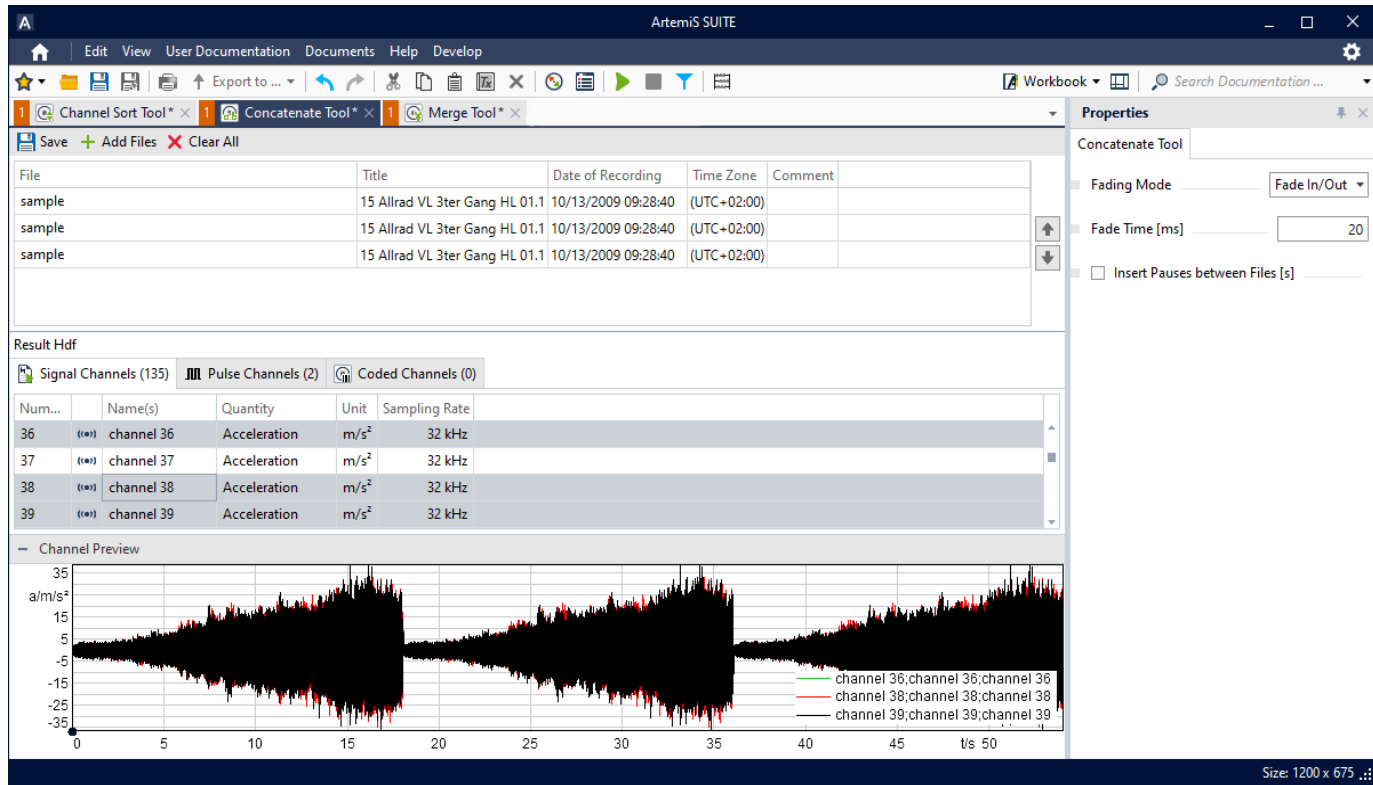 A ArtemiS SUITE
Edit View User Documentation Documents Help Develop
Export to ... Workbook Search Documentation ...
1 Channel Sort Tool* 1 Concatenate Tool* 1 Merge Tool* Properties
Save Add Files Clear All Concatenate Tool
File Title Date of Recording Time Zone Comment
Fading Mode Fade In/Out
sample 15 Allrad VL 3ter Gang HL 01.1 10/13/2009 09:28:40 (UTC+02:00)
sample 15 Allrad VL 3ter Gang HL 01.1 10/13/2009 09:28:40 (UTC+02:00)
Fade Time [ms] 20
sample 15 Allrad VL 3ter Gang HL 01.1 10/13/2009 09:28:40 (UTC+02:00)
Insert Pauses between Files [s]
Result Hdf
Signal Channels (135) Pulse Channels (2) Coded Channels (0)
Num... Name(s) Quantity Unit Sampling Rate
36 channel 36 Acceleration m/s² 32 kHz
37 channel 37 Acceleration m/s² 32 kHz
38 channel 38 Acceleration m/s² 32 kHz
39 channel 39 Acceleration m/s² 32 kHz
Channel Preview
35
a/m/s²
15
5
-5
-15
-25
-35
channel 36;channel 36;channel 36
channel 38;channel 38;channel 38
channel 39;channel 39;channel 39
0 5 10 15 20 25 30 35 40 45 t/s 50
Size: 1200 x 675